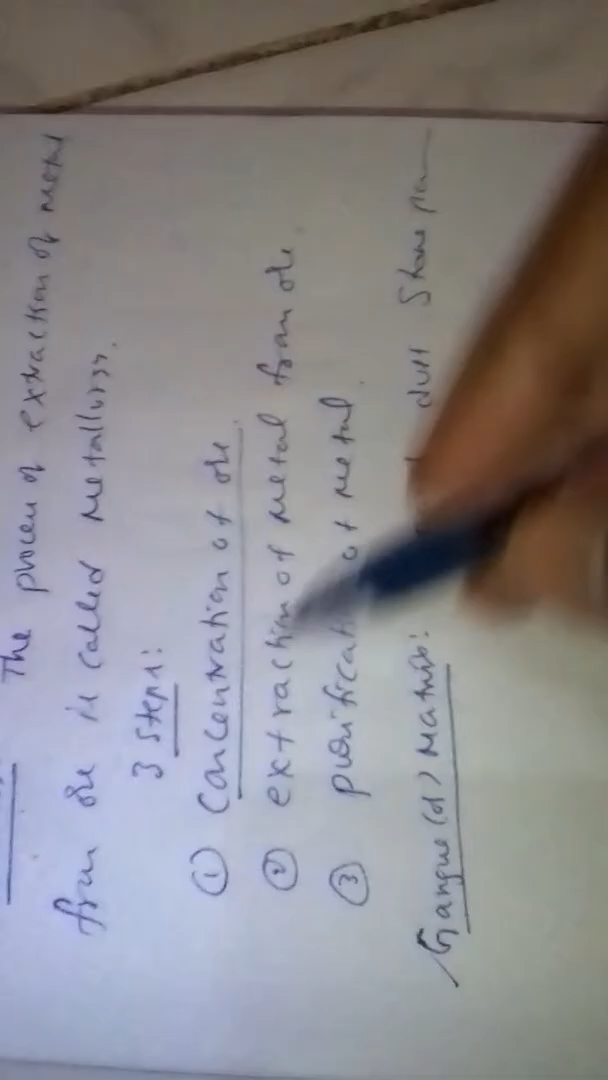 The process of extraction of metal
from ore is called metallurgy.
3 steps:
① Concentration of ore.
② extraction of metal from ore.
③ of metal.
Gangue (or) Matrix: dust